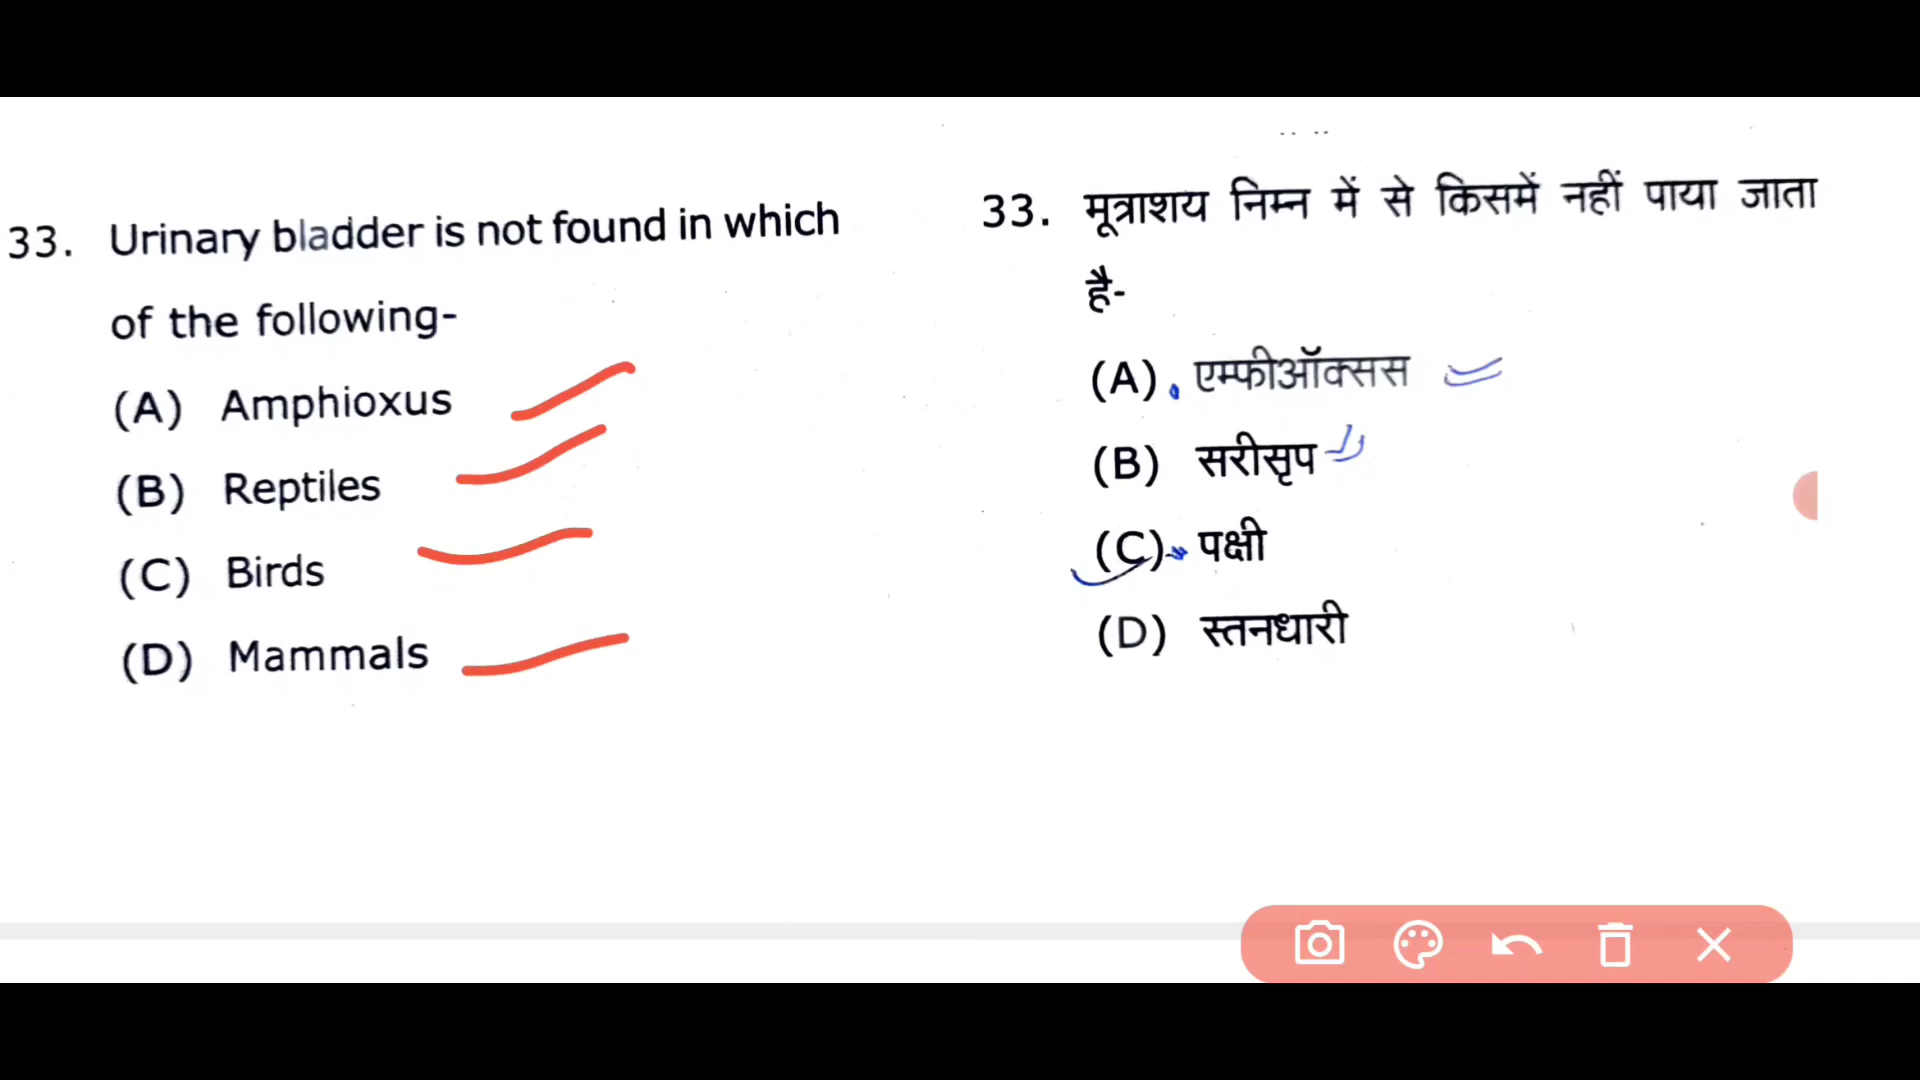 33. Urinary bladder is not found in which
of the following-
(A) Amphioxus
(B) Reptiles
(C) Birds
(D) Mammals
33. मूत्राशय निम्न में से किसमें नहीं पाया जाता
है-
(A) एम्फीऑक्सस
(B) सरीसृप
(C) पक्षी
(D) स्तनधारी